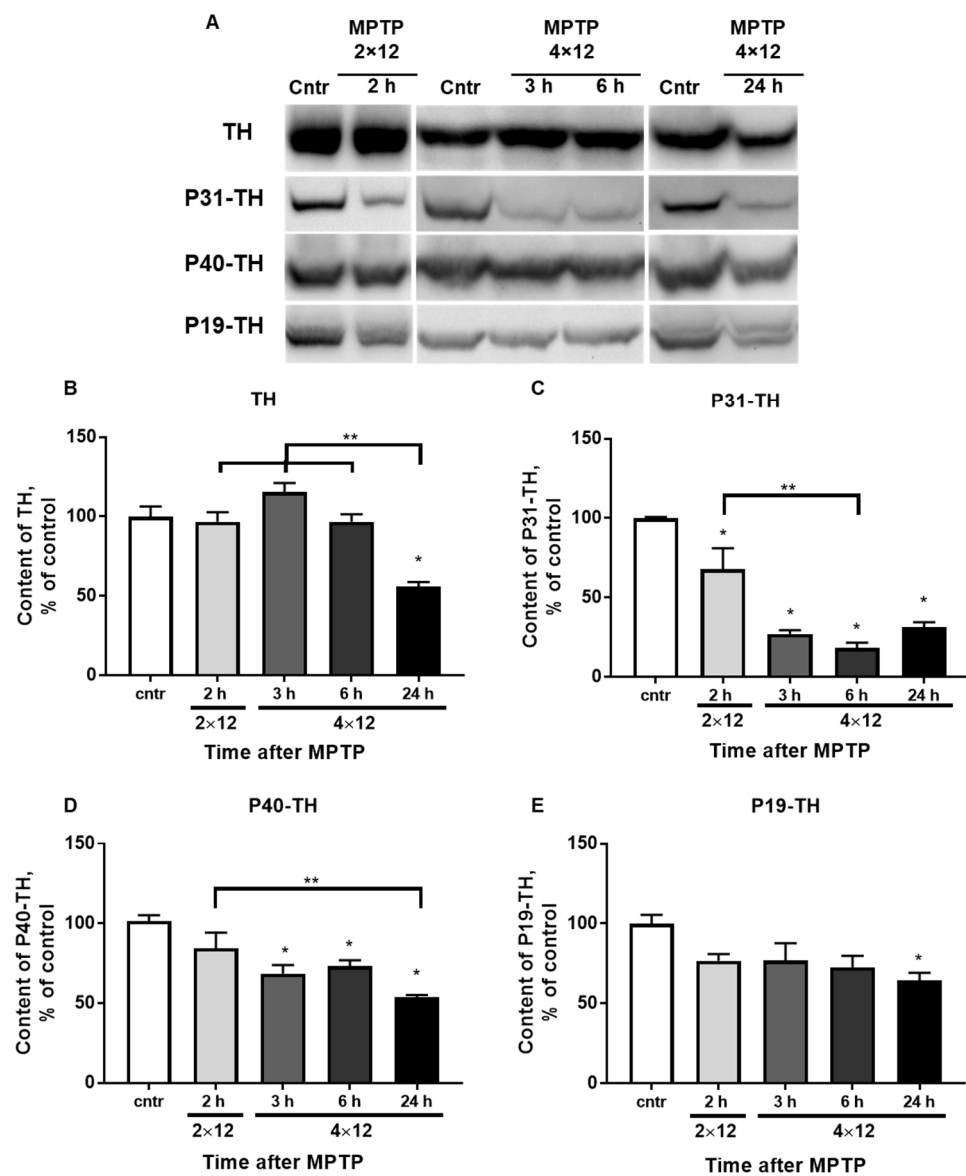 A
MPTP MPTP MPTP
2×12 4×12 4×12
Cntr 2 h Cntr 3 h 6 h Cntr 24 h
TH
P31-TH
P40-TH
P19-TH
B
TH
Content of TH,
% of control
150
100
50
0
**
*
cntr 2 h 3 h 6 h 24 h
2×12 4×12
Time after MPTP
C
P31-TH
Content of P31-TH,
% of control
150
100
50
0
**
* * * *
cntr 2 h 3 h 6 h 24 h
2×12 4×12
Time after MPTP
D
P40-TH
Content of P40-TH,
% of control
150
100
50
0
**
* * *
cntr 2 h 3 h 6 h 24 h
2×12 4×12
Time after MPTP
E
P19-TH
Content of P19-TH,
% of control
150
100
50
0
*
cntr 2 h 3 h 6 h 24 h
2×12 4×12
Time after MPTP